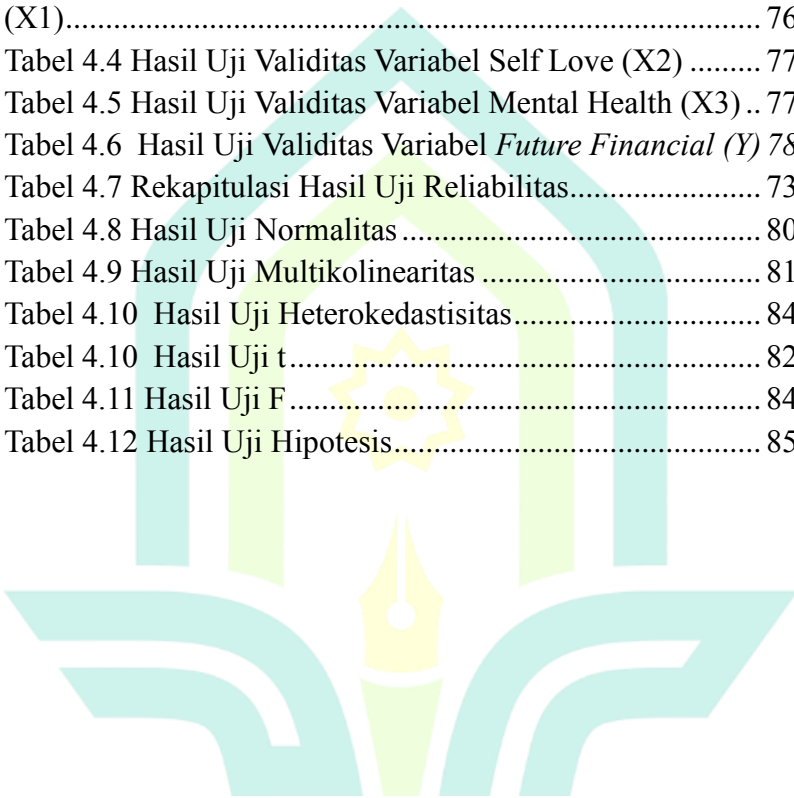 (X1)............................................................................................ 76
Tabel 4.4 Hasil Uji Validitas Variabel Self Love (X2) ......... 77
Tabel 4.5 Hasil Uji Validitas Variabel Mental Health (X3) .. 77
Tabel 4.6 Hasil Uji Validitas Variabel Future Financial (Y) 78
Tabel 4.7 Rekapitulasi Hasil Uji Reliabilitas......................... 73
Tabel 4.8 Hasil Uji Normalitas ............................................... 80
Tabel 4.9 Hasil Uji Multikolinearitas ..................................... 81
Tabel 4.10 Hasil Uji Heterokedastisitas................................. 84
Tabel 4.10 Hasil Uji t.............................................................. 82
Tabel 4.11 Hasil Uji F .............................................................. 84
Tabel 4.12 Hasil Uji Hipotesis................................................ 85